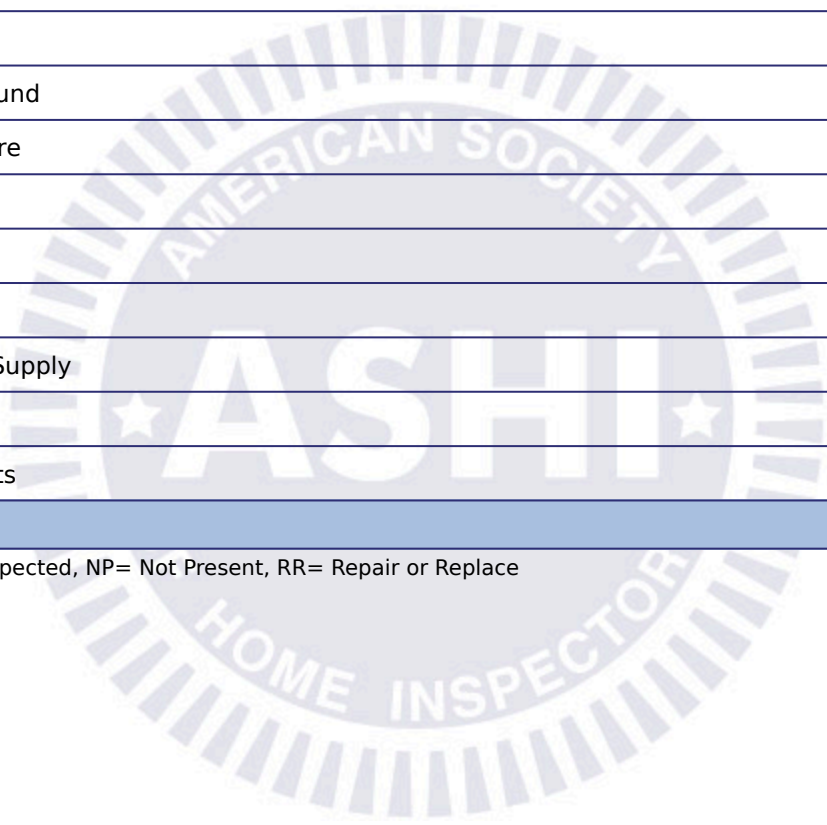 und
re
AMERICAN SOCIETY
Supply
ASHI
ts
pected, NP= Not Present, RR= Repair or Replace
HOME INSPECTOR